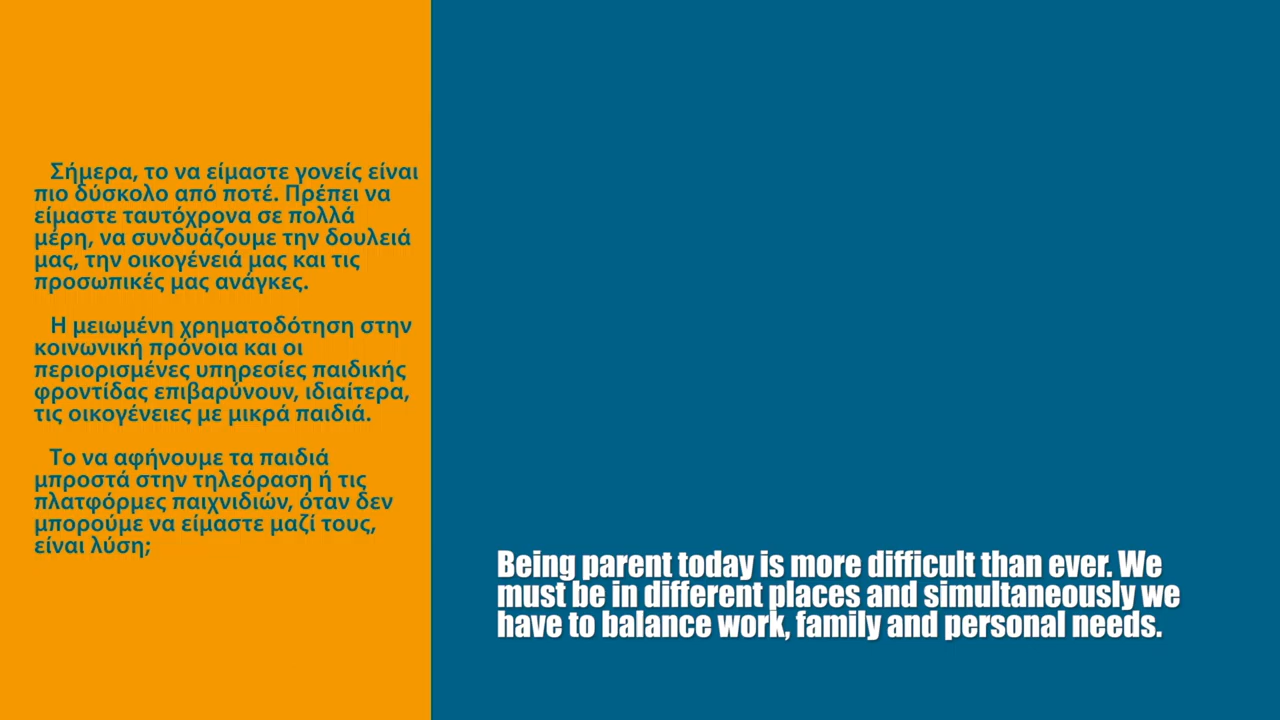 Σήμερα, το να είμαστε γονείς είναι
πιο δύσκολο από ποτέ. Πρέπει να
είμαστε ταυτόχρονα σε πολλά
μέρη, να συνδυάζουμε την δουλειά
μας, την οικογένειά μας και τις
προσωπικές μας ανάγκες.
Η μειωμένη χρηματοδότηση στην
κοινωνική πρόνοια και οι
περιορισμένες υπηρεσίες παιδικής
φροντίδας επιβαρύνουν, ιδιαίτερα,
τις οικογένειες με μικρά παιδιά.
Το να αφήνουμε τα παιδιά
μπροστά στην τηλεόραση ή τις
πλατφόρμες παιχνιδιών, όταν δεν
μπορούμε να είμαστε μαζί τους,
είναι λύση;
Being parent today is more difficult than ever. We
must be in different places and simultaneously we
have to balance work, family and personal needs.